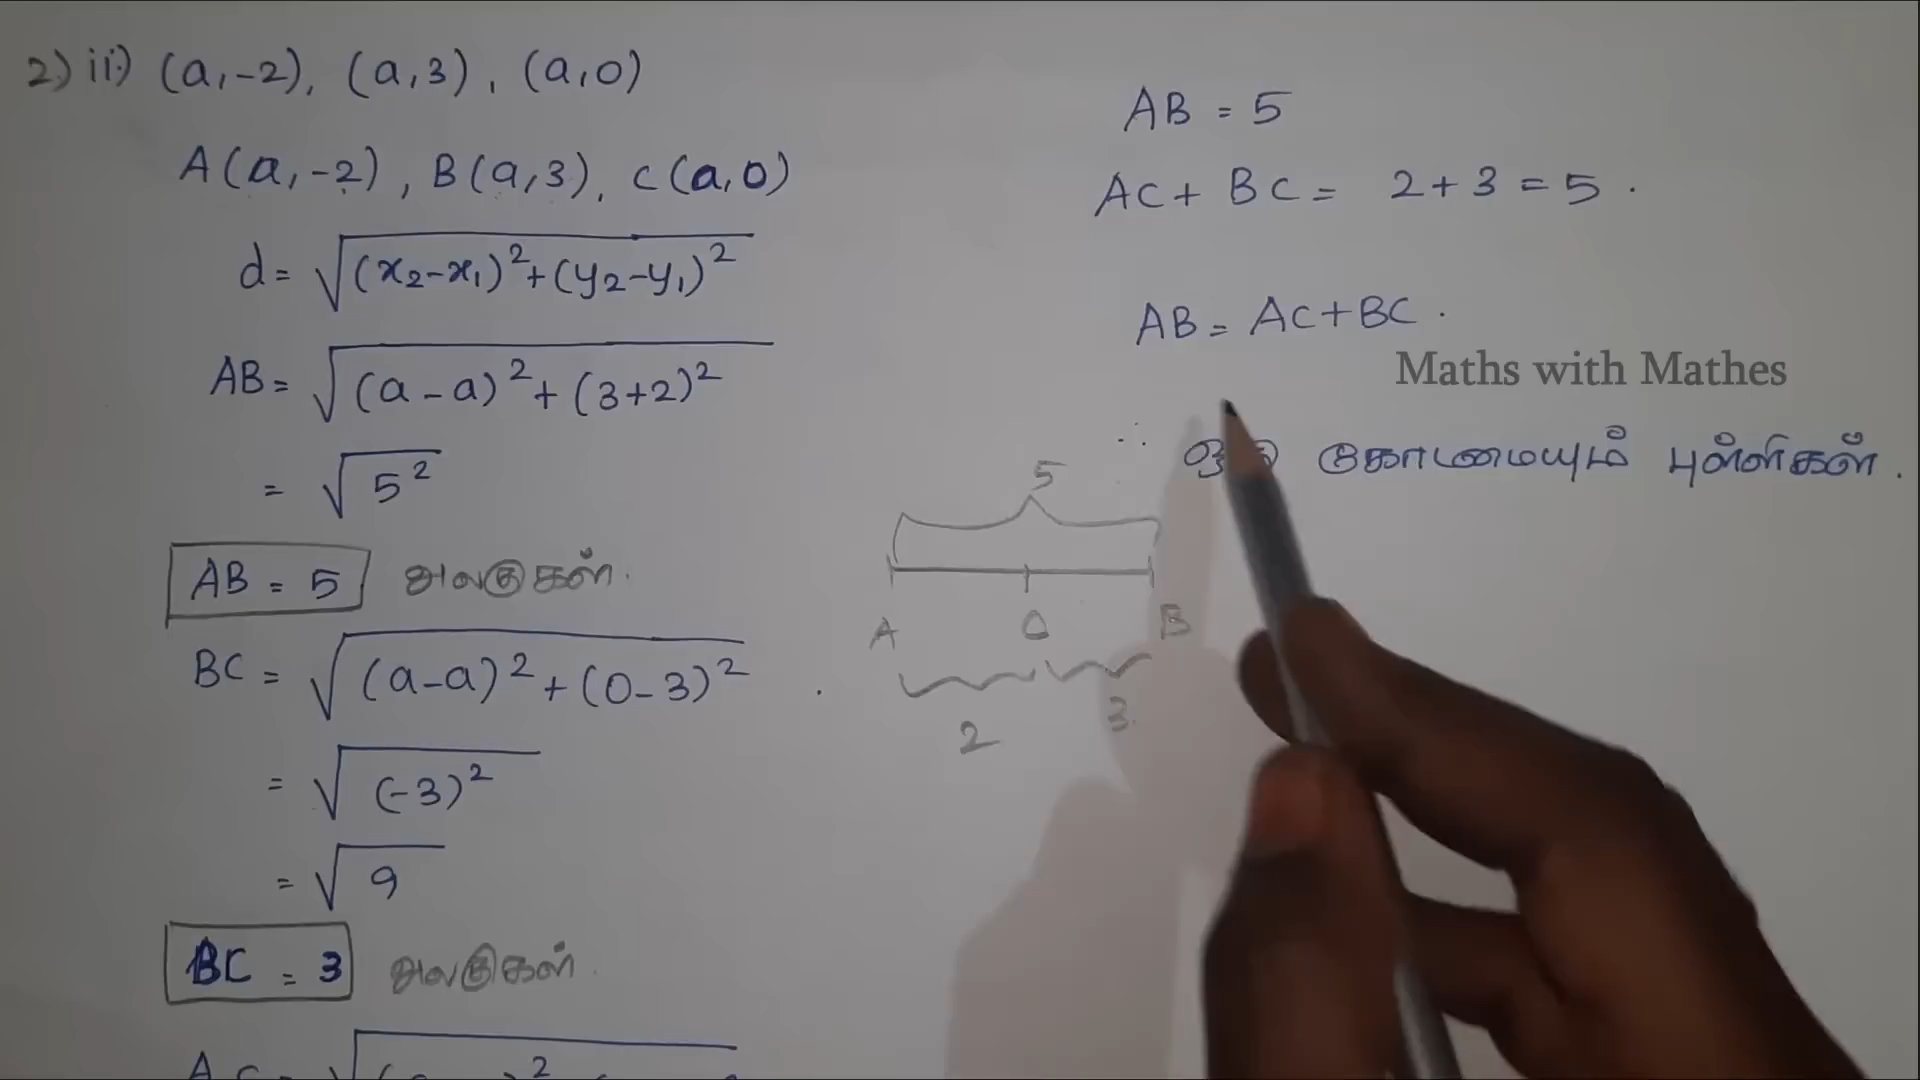 2) ii) (a,-2), (a,3), (a,0)
A(a,-2), B(a,3), C(a,0)
d = √(x₂-x₁)²+(y₂-y₁)²
AB = √(a-a)²+(3+2)²
= √5²
AB = 5 அலகுகள்.
BC = √(a-a)²+(0-3)²
= √(-3)²
= √9
BC = 3 அலகுகள்.
AC =
AB = 5
AC + BC = 2+3 = 5.
AB = AC+BC.
Maths with Mathes
∴ கோடமையும் புள்ளிகள்.
5
A C B
2 3